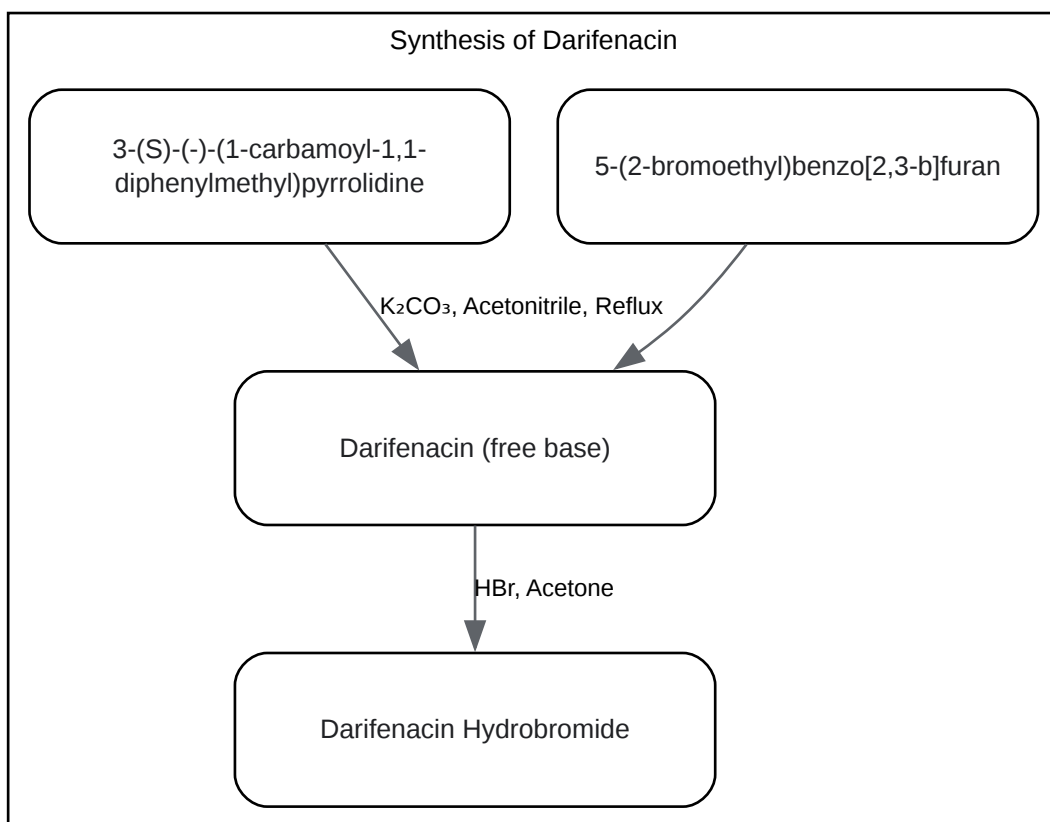 Synthesis of Darifenacin
3-(S)-(-)-(1-carbamoyl-1,1-
diphenylmethyl)pyrrolidine
5-(2-bromoethyl)benzo[2,3-b]furan
K₂CO₃, Acetonitrile, Reflux
Darifenacin (free base)
HBr, Acetone
Darifenacin Hydrobromide